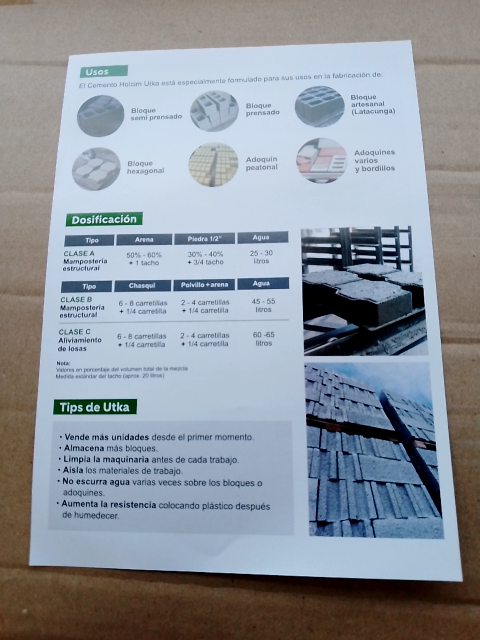 Usos
El Cemento Holcim Utka está especialmente formulado para sus usos en la fabricación de:
Bloque
semi prensado
Bloque
prensado
Bloque
artesanal
(Latacunga)
Bloque
hexagonal
Adoquín
peatonal
Adoquines
varios
y bordillos
Dosificación
Tipo Arena Piedra 1/2" Agua
CLASE A
Mampostería
estructural
50% - 60%
+ 1 tacho
30% - 40%
+ 3/4 tacho
25 - 30
litros
Tipo Chasqui Polvillo + arena Agua
CLASE B
Mampostería
estructural
6 - 8 carretillas
+ 1/4 carretilla
2 - 4 carretillas
+ 1/4 carretilla
45 - 55
litros
CLASE C
Aliviamiento
de losas
6 - 8 carretillas
+ 1/4 carretilla
2 - 4 carretillas
+ 1/4 carretilla
60 -65
litros
Nota:
Valores en porcentaje del volumen total de la mezcla
Medida estándar del tacho (aprox. 20 litros)
Tips de Utka
• Vende más unidades desde el primer momento.
• Almacena más bloques.
• Limpia la maquinaria antes de cada trabajo.
• Aisla los materiales de trabajo.
• No escurra agua varias veces sobre los bloques o
adoquines.
• Aumenta la resistencia colocando plástico después
de humedecer.